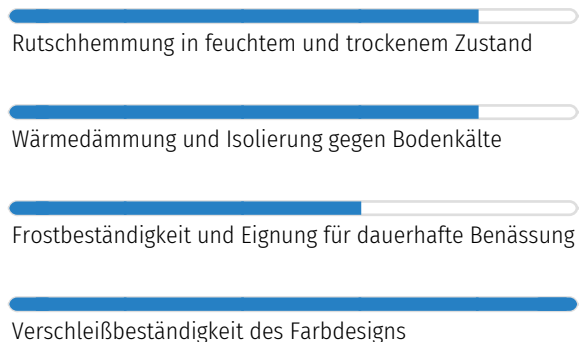 Rutschhemmung in feuchtem und trockenem Zustand
Wärmedämmung und Isolierung gegen Bodenkälte
Frostbeständigkeit und Eignung für dauerhafte Benässung
Verschleißbeständigkeit des Farbdesigns